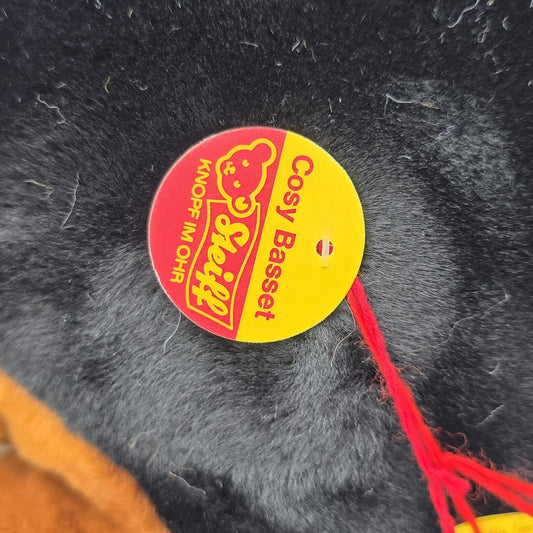 Cosy Basset
Steiff
KNOPF IM OHR